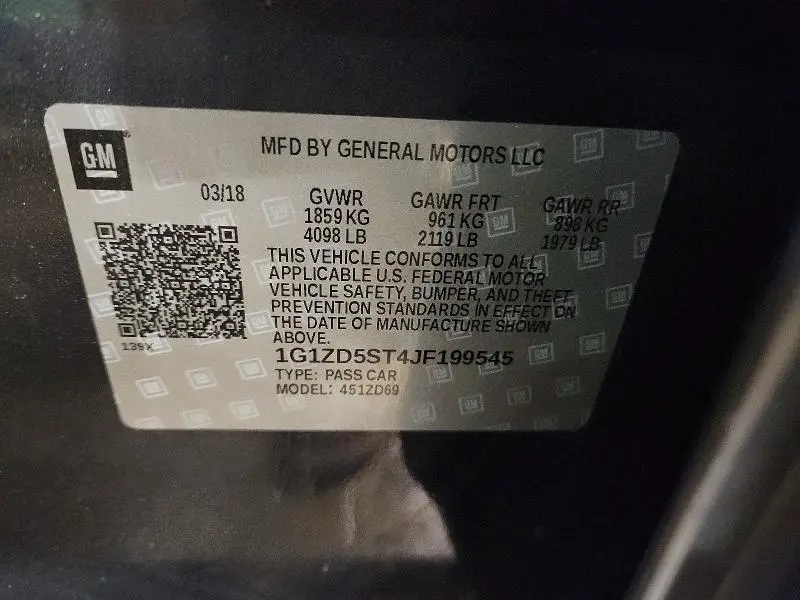 GM
MFD BY GENERAL MOTORS LLC
03/18
GVWR GAWR FRT GAWR RR
1859 KG 961 KG 898 KG
4098 LB 2119 LB 1979 LB
THIS VEHICLE CONFORMS TO ALL
APPLICABLE U.S. FEDERAL MOTOR
VEHICLE SAFETY, BUMPER, AND THEFT
PREVENTION STANDARDS IN EFFECT ON
THE DATE OF MANUFACTURE SHOWN
ABOVE.
139X
1G1ZD5ST4JF199545
TYPE: PASS CAR
MODEL: 451ZD69